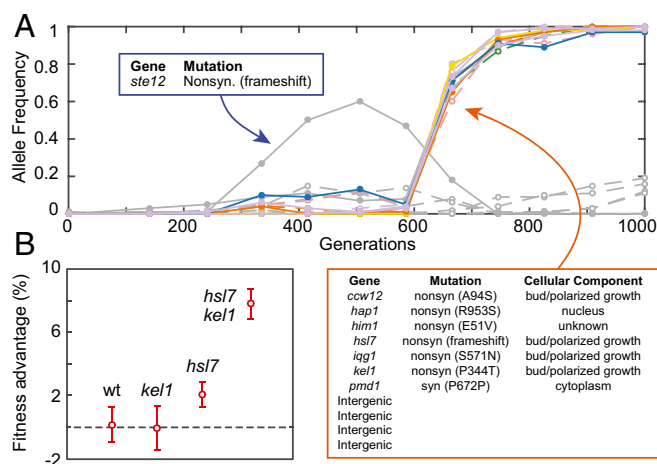 A
Allele Frequency
1
0.8
0.6
0.4
0.2
0
Gene Mutation
ste12 Nonsyn. (frameshift)
0 200 400 600 800 1000
Generations
B
Fitness advantage (%)
10
6
2
-2
wt
kel1
hsl7
hsl7
kel1
Gene Mutation Cellular Component
ccw12 nonsyn (A94S) bud/polarized growth
hap1 nonsyn (R953S) nucleus
him1 nonsyn (E51V) unknown
hsl7 nonsyn (frameshift) bud/polarized growth
iqg1 nonsyn (S571N) bud/polarized growth
kel1 nonsyn (P344T) bud/polarized growth
pmd1 syn (P672P) cytoplasm
Intergenic
Intergenic
Intergenic
Intergenic